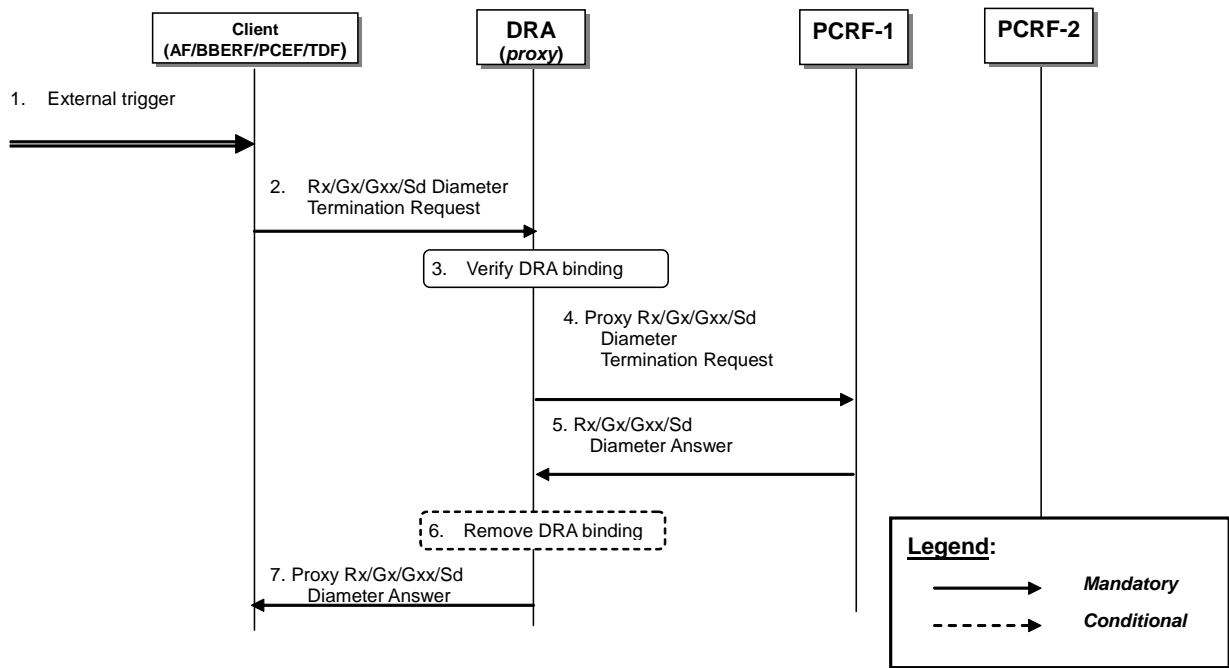 Client
(AF/BBERF/PCEF/TDF)
DRA
(proxy)
PCRF-1
PCRF-2
1. External trigger
2. Rx/Gx/Gxx/Sd Diameter
Termination Request
3. Verify DRA binding
4. Proxy Rx/Gx/Gxx/Sd
Diameter
Termination Request
5. Rx/Gx/Gxx/Sd
Diameter Answer
6. Remove DRA binding
7. Proxy Rx/Gx/Gxx/Sd
Diameter Answer
Legend:
Mandatory
Conditional